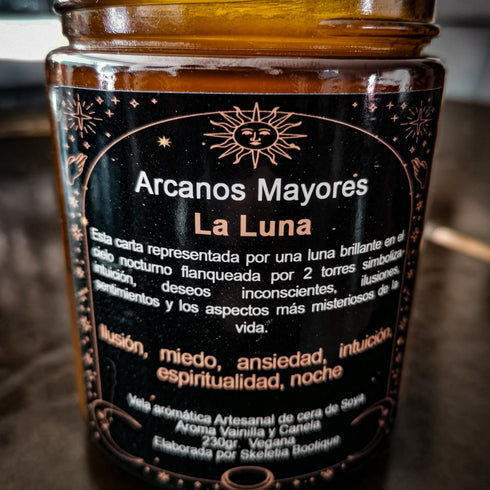 Arcanos Mayores
La Luna
Esta carta representada por una luna brillante en el
cielo nocturno flanqueada por 2 torres simboliza:
intuición, deseos inconscientes, ilusiones,
sentimientos y los aspectos más misteriosos de la
vida.
Ilusión, miedo, ansiedad, intuición,
espiritualidad, noche
Vela aromática Artesanal de cera de Soya
Aroma Vainilla y Canela
230gr. Vegana
Elaborada por Skeletia Bootique